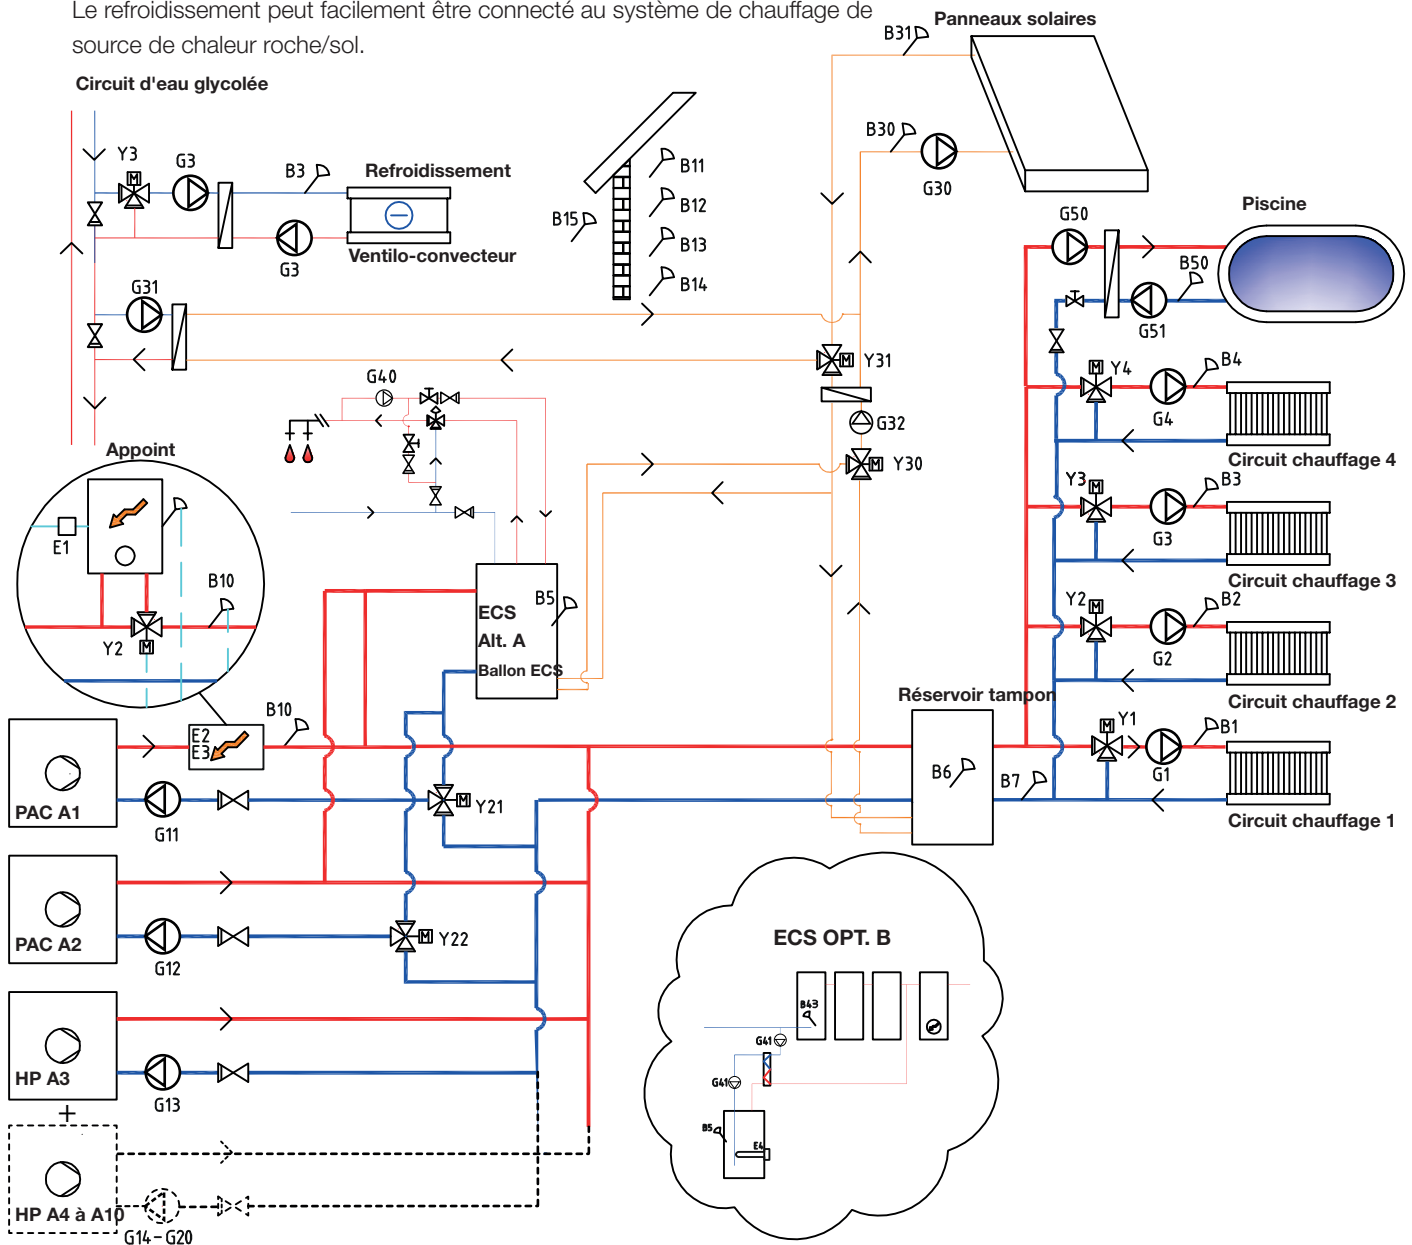 Le refroidissement peut facilement être connecté au système de chauffage de
source de chaleur roche/sol.
Panneaux solaires
B31
Circuit d'eau glycolée
B30
G30
Y3
G3
B3
Refroidissement
B11
B12
B15
B13
B14
G50
Piscine
Ventilo-convecteur
G3
B50
G31
G51
Y31
Y4
B4
G40
G4
G32
Appoint
Y30
Circuit chauffage 4
Y3
B3
E1
G3
B10
Circuit chauffage 3
ECS
B5
Y2
B2
Alt. A
Y2
G2
Ballon ECS
Réservoir tampon
Circuit chauffage 2
B10
E2
E3
Y1
B1
B6
B7
G1
PAC A1
Y21
G11
Circuit chauffage 1
PAC A2
Y22
G12
ECS OPT. B
B43
G41
HP A3
G41
G13
+
B5
E4
HP A4 à A10
G14-G20